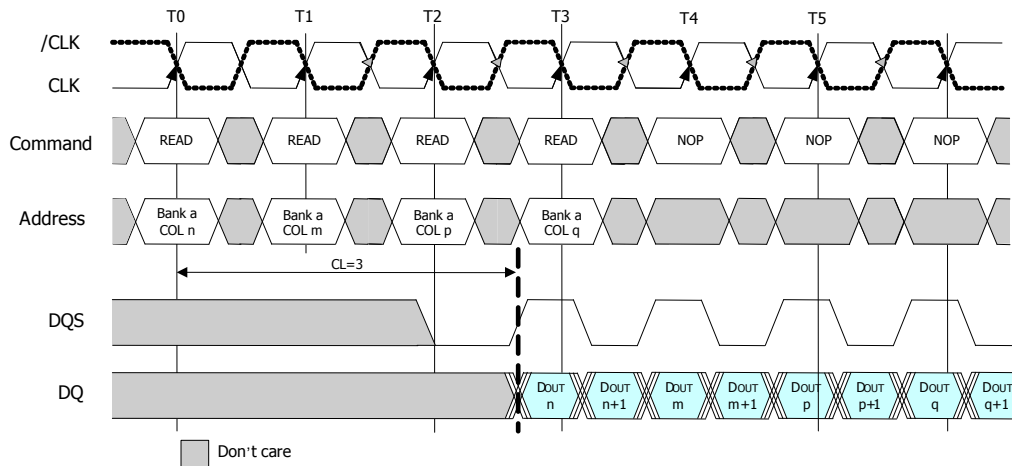 T0 T1 T2 T3 T4 T5
/CLK
CLK
Command READ READ READ READ NOP NOP NOP
Address Bank a Bank a Bank a Bank a
COL n COL m COL p COL q
CL=3
DQS
DQ DOUT DOUT DOUT DOUT DOUT DOUT DOUT DOUT
n n+1 m m+1 p p+1 q q+1
Don't care